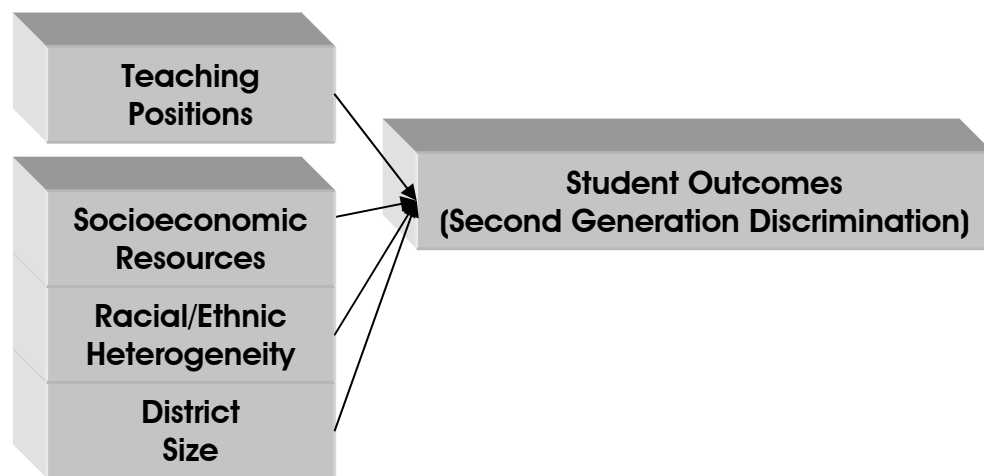 Teaching
Positions
Socioeconomic
Resources
Racial/Ethnic
Heterogeneity
District
Size
Student Outcomes
(Second Generation Discrimination)